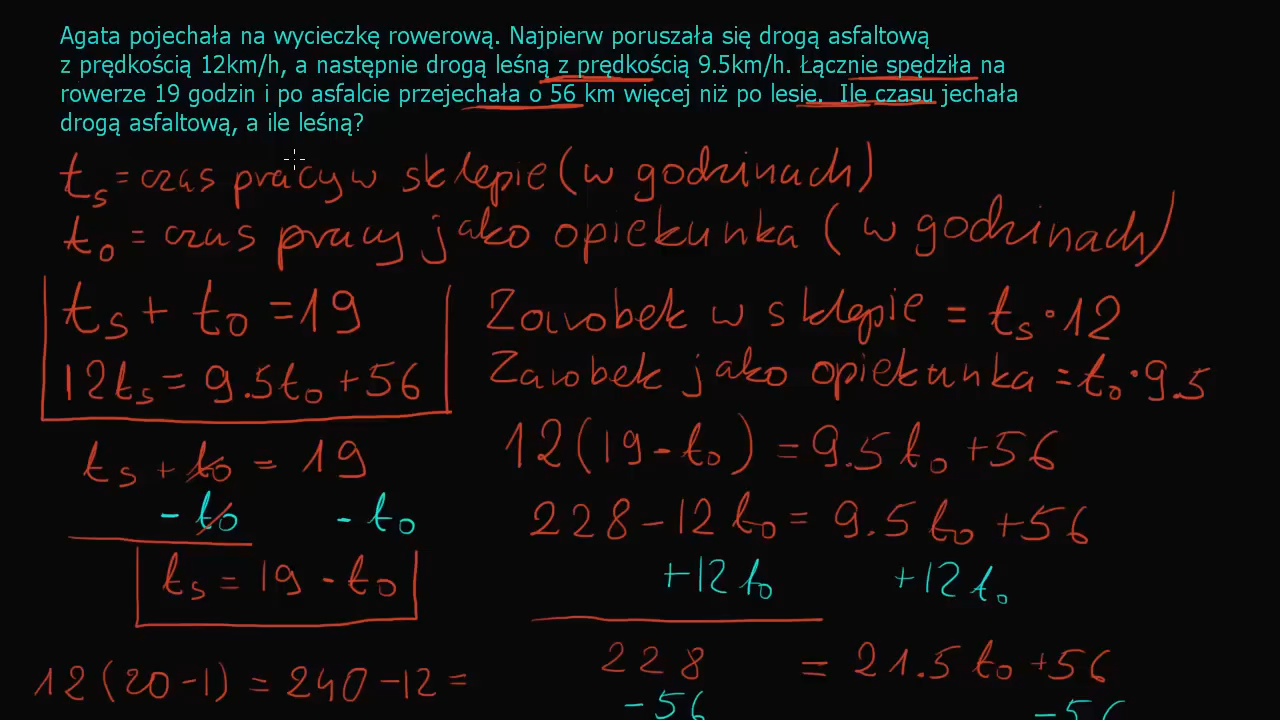 Agata pojechała na wycieczkę rowerową. Najpierw poruszała się drogą asfaltową
z prędkością 12km/h, a następnie drogą leśną z prędkością 9.5km/h. Łącznie spędziła na
rowerze 19 godzin i po asfalcie przejechała o 56 km więcej niż po lesie. Ile czasu jechała
drogą asfaltową, a ile leśną?
ts = czas pracy w sklepie (w godzinach)
to = czas pracy jako opiekunka (w godzinach)
ts + to = 19
12ts = 9.5to + 56
Zarobek w sklepie = ts · 12
Zarobek jako opiekunka = to · 9.5
ts + to = 19
- to - to
ts = 19 - to
12(20-1) = 240 - 12 =
12(19 - to) = 9.5to + 56
228 - 12to = 9.5to + 56
+12to +12to
228 = 21.5to + 56
-56 -56